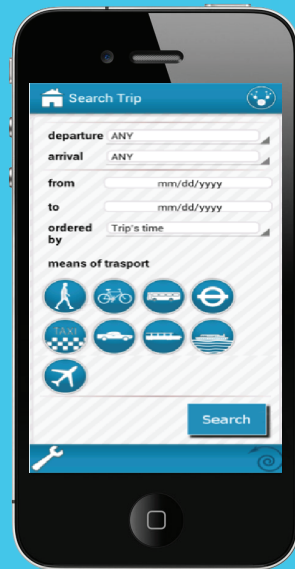 Search Trip
departure ANY
arrival ANY
from mm/dd/yyyy
to mm/dd/yyyy
ordered by Trip's time
means of trasport
TAXI
Search